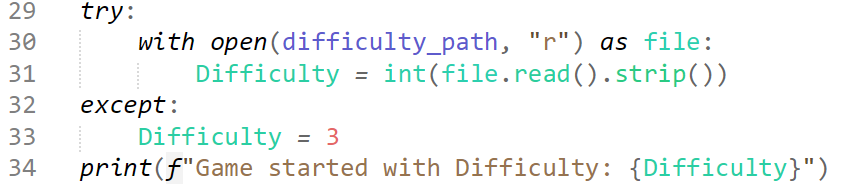 29 try:
30     with open(difficulty_path, "r") as file:
31         Difficulty = int(file.read().strip())
32 except:
33     Difficulty = 3
34 print(f"Game started with Difficulty: {Difficulty}")